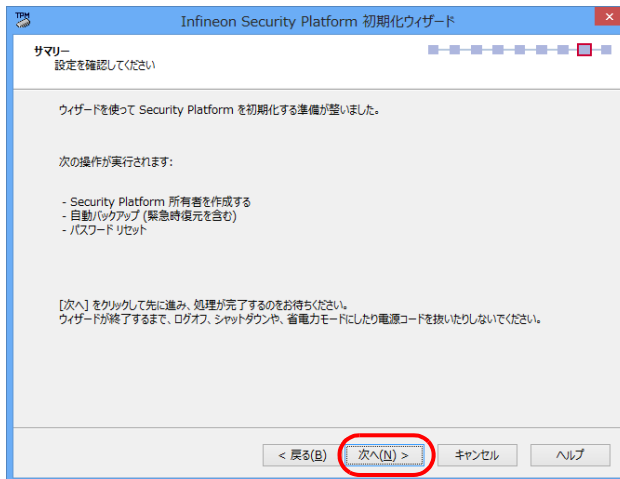 TPM
Infineon Security Platform 初期化ウィザード
サマリー
設定を確認してください
ウィザードを使って Security Platform を初期化する準備が整いました。
次の操作が実行されます:
- Security Platform 所有者を作成する
- 自動バックアップ (緊急時復元を含む)
- パスワード リセット
[次へ] をクリックして先に進み、処理が完了するのをお待ちください。
ウィザードが終了するまで、ログオフ、シャットダウンや、省電力モードにしたり電源コードを抜いたりしないでください。
< 戻る(B) 次へ(N) > キャンセル ヘルプ